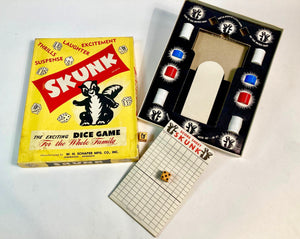 EXCITEMENT
LAUGHTER
THRILLS
SUSPENSE
SKUNK
THE EXCITING DICE GAME
For the Whole Family
W. H. SCHAPER MFG. CO., INC.
SKUNK